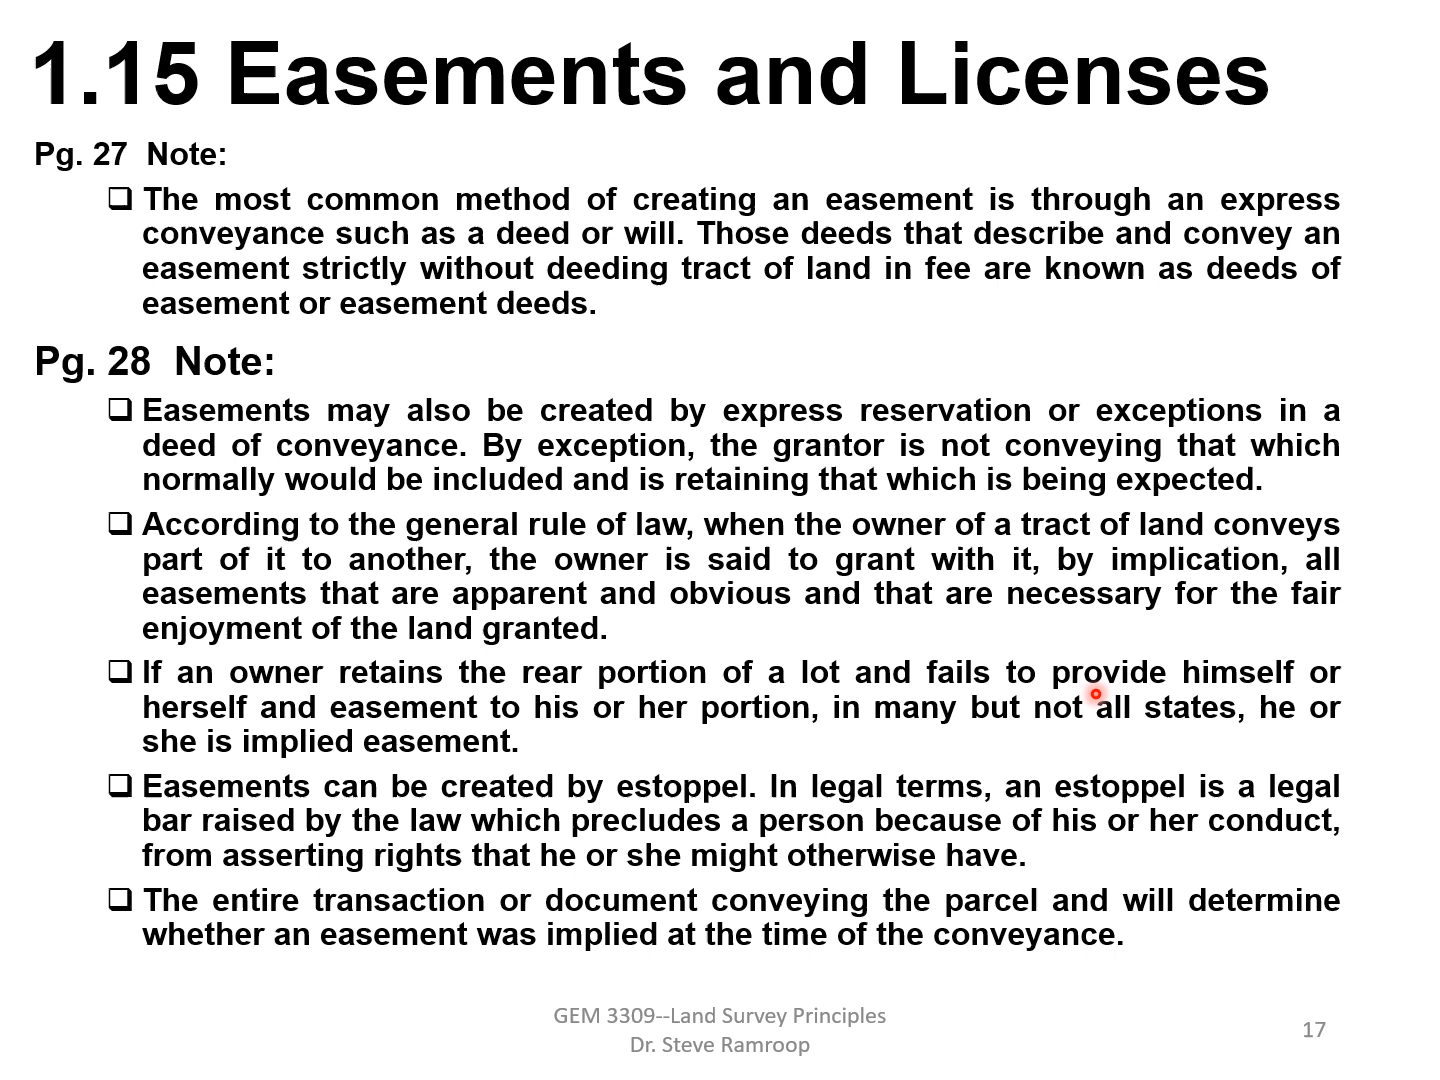 1.15 Easements and Licenses
Pg. 27  Note:
❑ The most common method of creating an easement is through an express
conveyance such as a deed or will. Those deeds that describe and convey an
easement strictly without deeding tract of land in fee are known as deeds of
easement or easement deeds.
Pg. 28  Note:
❑ Easements may also be created by express reservation or exceptions in a
deed of conveyance. By exception, the grantor is not conveying that which
normally would be included and is retaining that which is being expected.
❑ According to the general rule of law, when the owner of a tract of land conveys
part of it to another, the owner is said to grant with it, by implication, all
easements that are apparent and obvious and that are necessary for the fair
enjoyment of the land granted.
❑ If an owner retains the rear portion of a lot and fails to provide himself or
herself and easement to his or her portion, in many but not all states, he or
she is implied easement.
❑ Easements can be created by estoppel. In legal terms, an estoppel is a legal
bar raised by the law which precludes a person because of his or her conduct,
from asserting rights that he or she might otherwise have.
❑ The entire transaction or document conveying the parcel and will determine
whether an easement was implied at the time of the conveyance.
GEM 3309--Land Survey Principles
Dr. Steve Ramroop
17